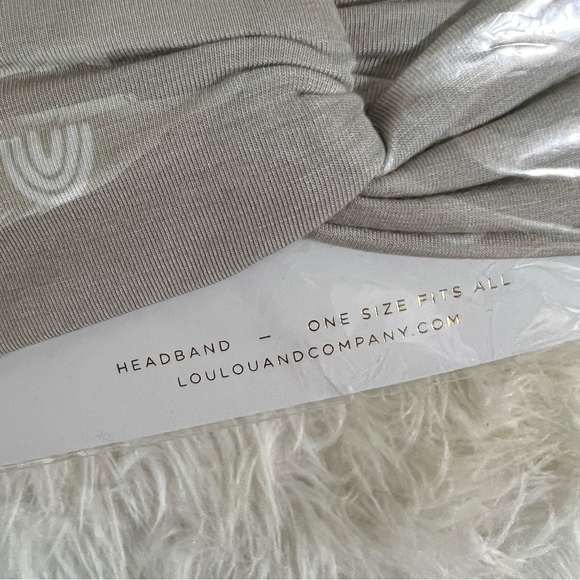 HEADBAND — ONE SIZE FITS ALL
LOULOUANDCOMPANY.COM